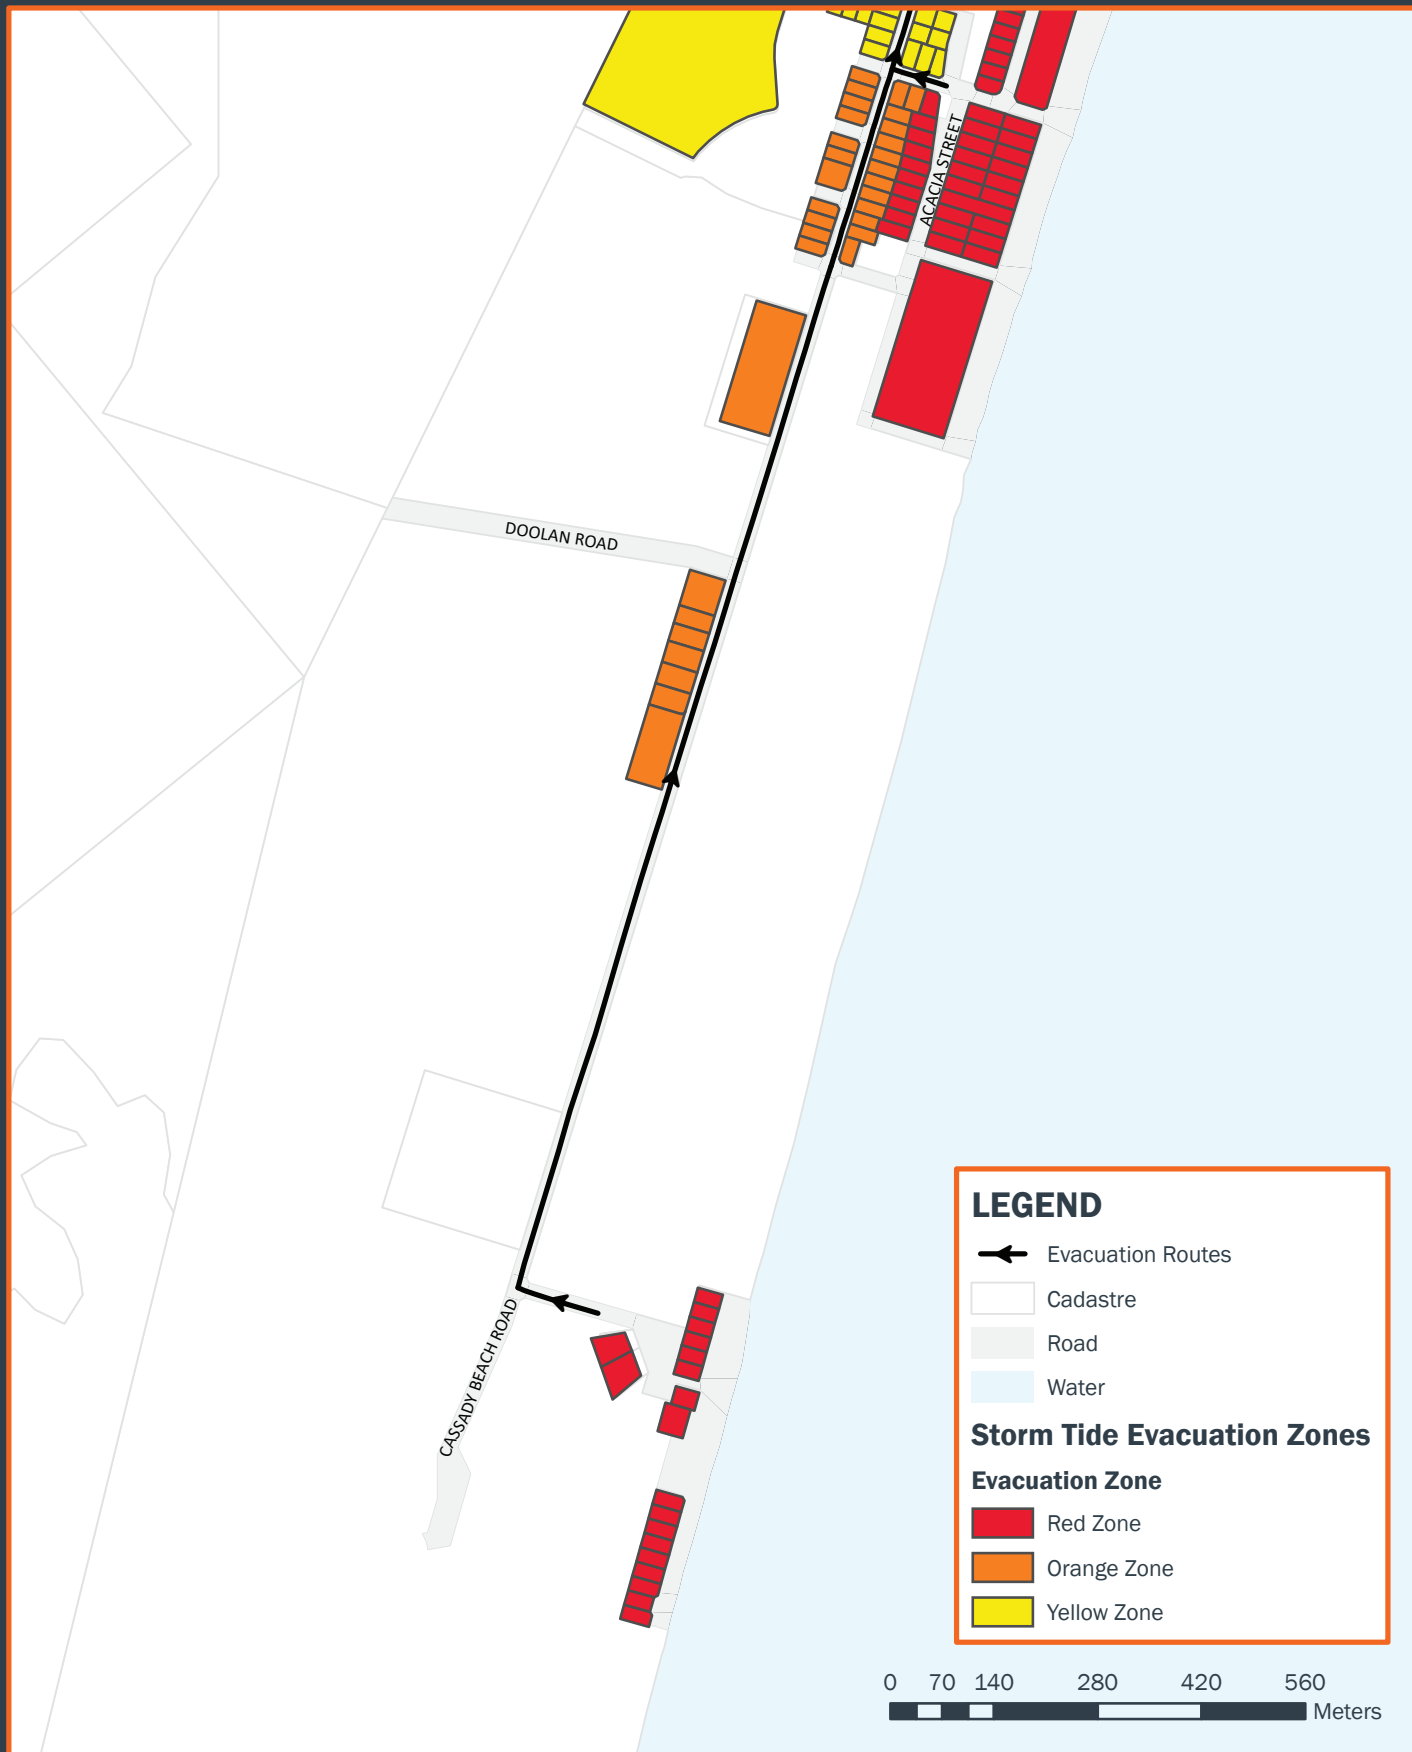 ACACIA STREET
DOOLAN ROAD
CASSADY BEACH ROAD
LEGEND
Evacuation Routes
Cadastre
Road
Water
Storm Tide Evacuation Zones
Evacuation Zone
Red Zone
Orange Zone
Yellow Zone
0 70 140 280 420 560
Meters